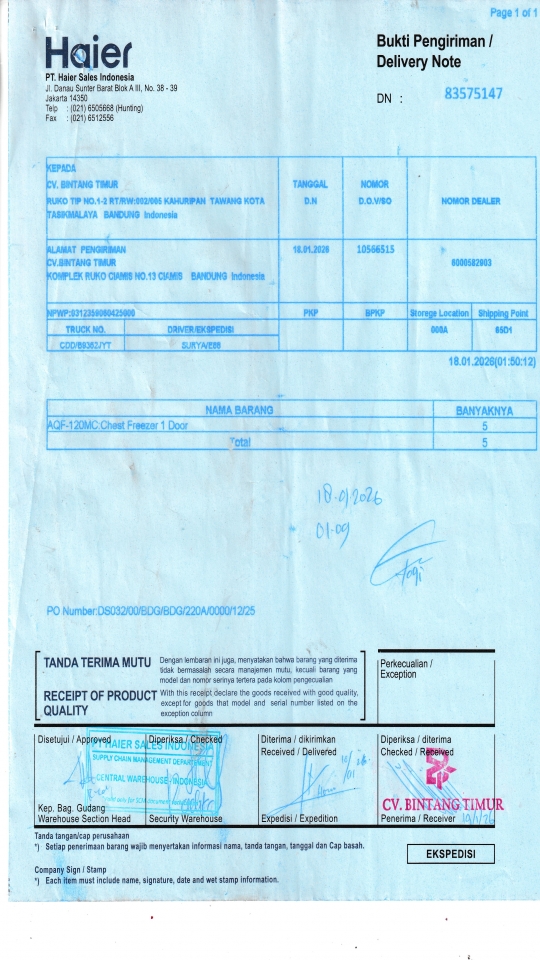 Page 1 of 1
Haier
Bukti Pengiriman /
Delivery Note
PT. Haier Sales Indonesia
Jl. Danau Sunter Barat Blok A III, No. 38 - 39
Jakarta 14350
Telp : (021) 6505668 (Hunting)
Fax : (021) 6512556
DN : 83575147
KEPADA
CV. BINTANG TIMUR
RUKO TIP NO.1-2 RT/RW:002/005 KAHURIPAN TAWANG KOTA
TASIKMALAYA BANDUNG Indonesia
TANGGAL
D.N
NOMOR
D.O.V/SO
NOMOR DEALER
ALAMAT PENGIRIMAN
CV.BINTANG TIMUR
KOMPLEK RUKO CIAMIS NO.13 CIAMIS BANDUNG Indonesia
18.01.2026
10566515
NPWP:0312359060425000
PKP
BPKP
Storege Location
Shipping Point
TRUCK NO.
DRIVER/EKSPEDISI
000A
65D1
18.01.2026(01:50:12)
NAMA BARANG
BANYAKNYA
AQF-120MC:Chest Freezer 1 Door
5
Total
5
01-09
PO Number:DS032/00/BDG/BDG/220A/0000/12/25
TANDA TERIMA MUTU
Dengan lembaran ini juga, menyatakan bahwa barang yang diterima
tidak bermasalah secara manajemen mutu, kecuali barang yang
model dan nomor serinya tertera pada kolom pengecualian
RECEIPT OF PRODUCT
QUALITY
With this receipt declare the goods received with good quality,
except for goods that model and serial number listed on the
exception column
Perkecualian /
Exception
Disetujui / Approved
Diperiksa / Checked
Diterima / dikirimkan
Received / Delivered
Diperiksa / diterima
Checked / Received
PT HAIER SALES INDONESIA
SUPPLY CHAIN MANAGEMENT DEPARTEMENT
CENTRAL WAREHOUSE - INDONESIA
CV. BINTANG TIMUR
Kep. Bag. Gudang
Warehouse Section Head
Security Warehouse
Expedisi / Expedition
Penerima / Receiver
Tanda tangan/cap perusahaan
*) Setiap penerimaan barang wajib menyertakan informasi nama, tanda tangan, tanggal dan Cap basah.
EKSPEDISI
Company Sign / Stamp
*) Each item must include name, signature, date and wet stamp information.